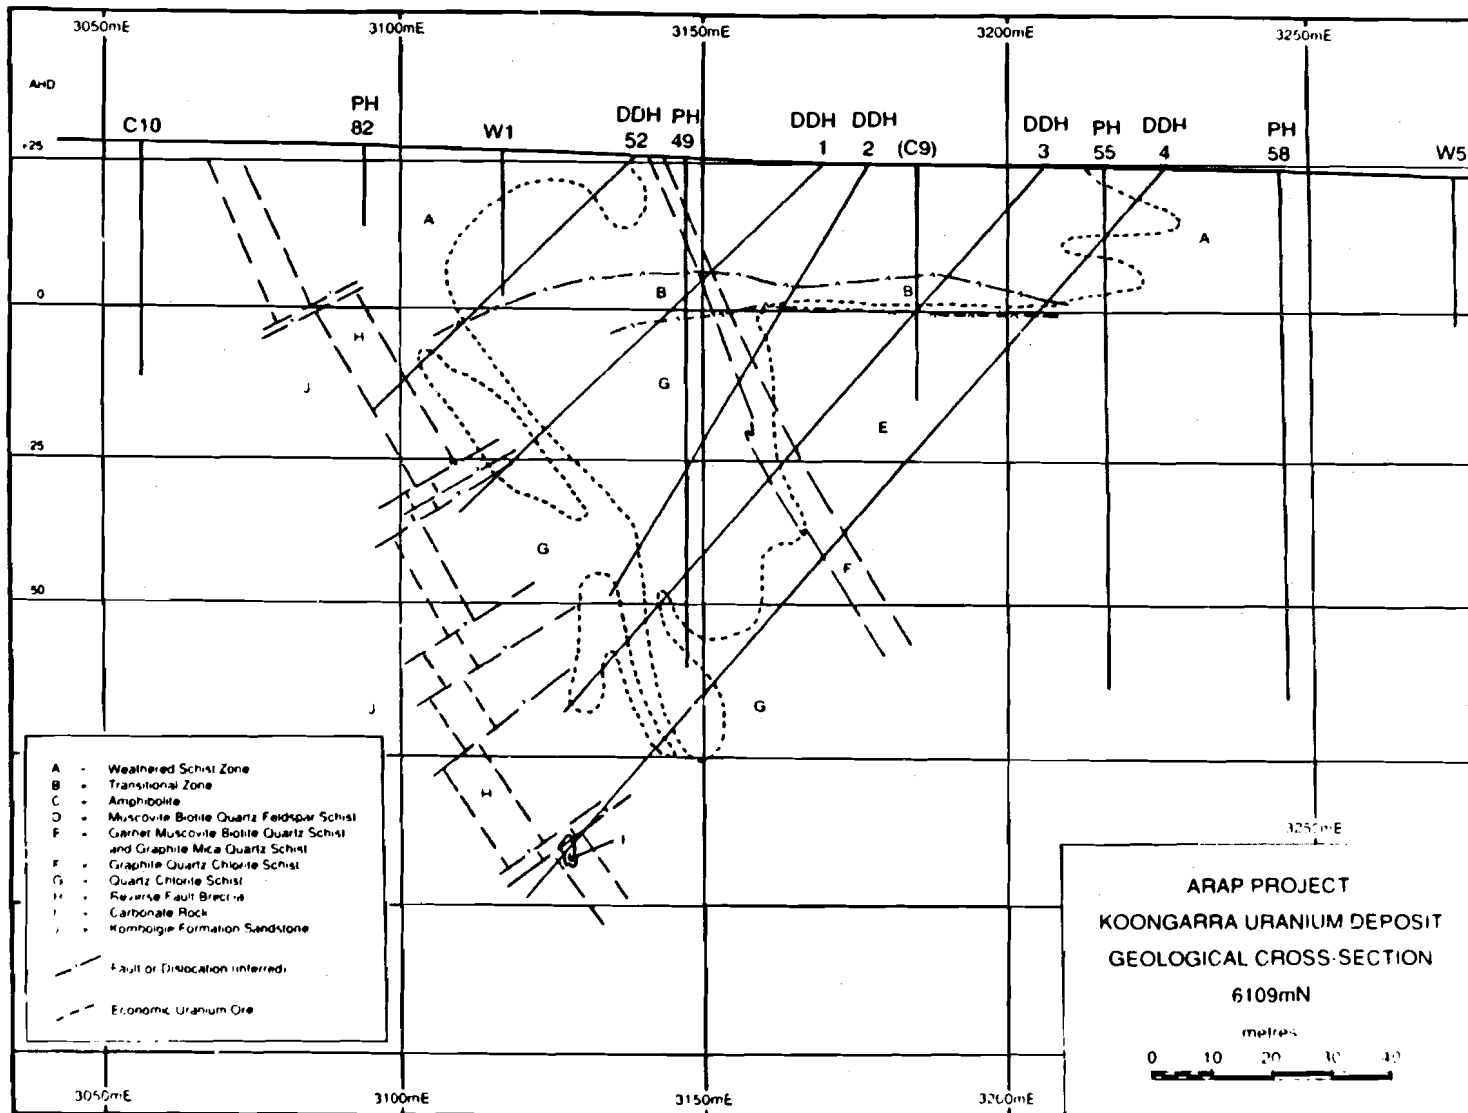 3050mE 3100mE 3150mE 3200mE 3250mE
AHD
C10 PH 82 W1 DDH 52 PH 49 DDH 1 DDH 2 (C9) DDH 3 PH 55 DDH 4 PH 58 W5
+25
A A
B B
0
H
J G
E
25
G
F
50
J G
H
A - Weathered Schist Zone
B - Transitional Zone
C - Amphibolite
D - Muscovite Biotite Quartz Feldspar Schist
E - Garnet Muscovite Biotite Quartz Schist
and Graphite Mica Quartz Schist
F - Graphite Quartz Chlorite Schist
G - Quartz Chlorite Schist
H - Reverse Fault Breccia
I - Carbonate Rock
J - Kombolgie Formation Sandstone
Fault or Dislocation (inferred)
Economic Uranium Ore
3250mE
ARAP PROJECT
KOONGARRA URANIUM DEPOSIT
GEOLOGICAL CROSS-SECTION
6109mN
metres
0 10 20 30 40
3050mE 3100mE 3150mE 3200mE